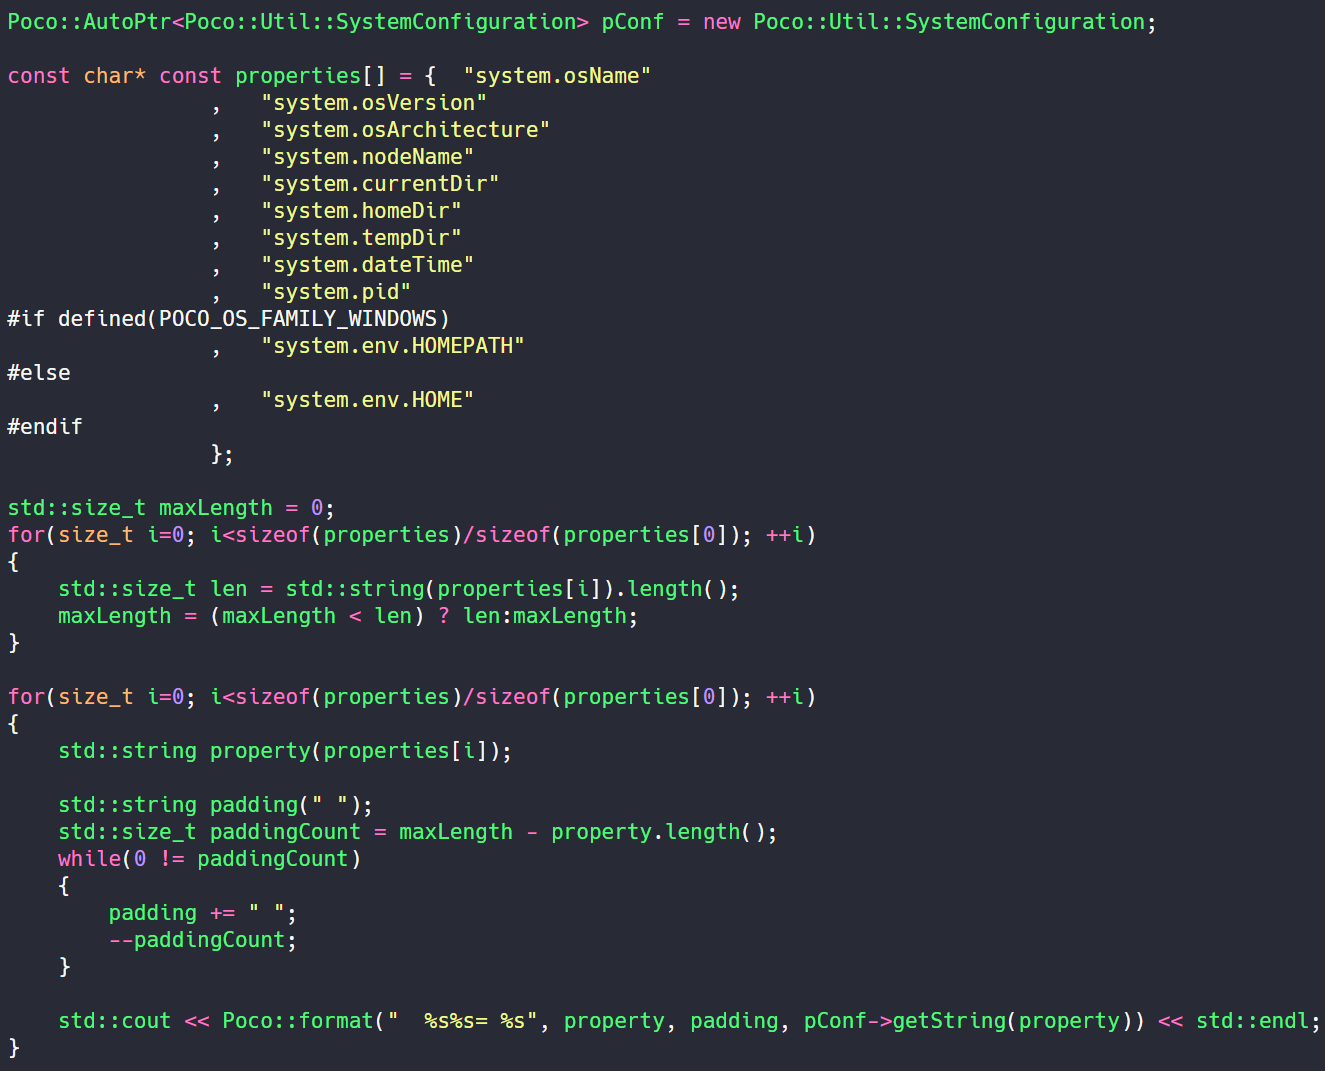 Poco::AutoPtr<Poco::Util::SystemConfiguration> pConf = new Poco::Util::SystemConfiguration;

const char* const properties[] = {  "system.osName"
                ,   "system.osVersion"
                ,   "system.osArchitecture"
                ,   "system.nodeName"
                ,   "system.currentDir"
                ,   "system.homeDir"
                ,   "system.tempDir"
                ,   "system.dateTime"
                ,   "system.pid"
#if defined(POCO_OS_FAMILY_WINDOWS)
                ,   "system.env.HOMEPATH"
#else
                ,   "system.env.HOME"
#endif
                };

std::size_t maxLength = 0;
for(size_t i=0; i<sizeof(properties)/sizeof(properties[0]); ++i)
{
    std::size_t len = std::string(properties[i]).length();
    maxLength = (maxLength < len) ? len:maxLength;
}

for(size_t i=0; i<sizeof(properties)/sizeof(properties[0]); ++i)
{
    std::string property(properties[i]);

    std::string padding(" ");
    std::size_t paddingCount = maxLength - property.length();
    while(0 != paddingCount)
    {
        padding += " ";
        --paddingCount;
    }

    std::cout << Poco::format("  %s%s= %s", property, padding, pConf->getString(property)) << std::endl;
}